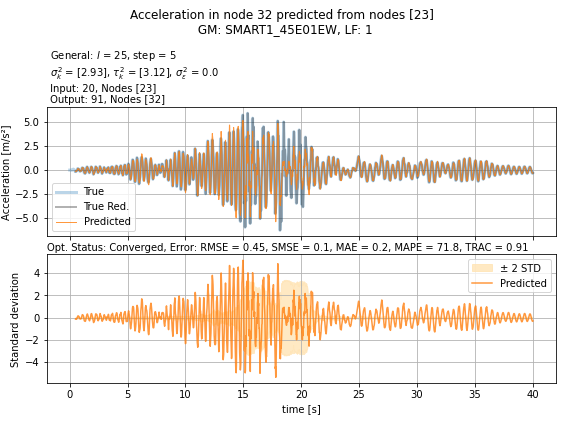 Acceleration in node 32 predicted from nodes [23]
GM: SMART1_45E01EW, LF: 1
General: l = 25, step = 5
σ²ₖ = [2.93], τ²ₖ = [3.12], σ²ε = 0.0
Input: 20, Nodes [23]
Output: 91, Nodes [32]
Acceleration [m/s²]
5.0
2.5
0.0
−2.5
−5.0
True
True Red.
Predicted
Opt. Status: Converged, Error: RMSE = 0.45, SMSE = 0.1, MAE = 0.2, MAPE = 71.8, TRAC = 0.91
Standard deviation
4
2
0
−2
−4
± 2 STD
Predicted
0 5 10 15 20 25 30 35 40
time [s]